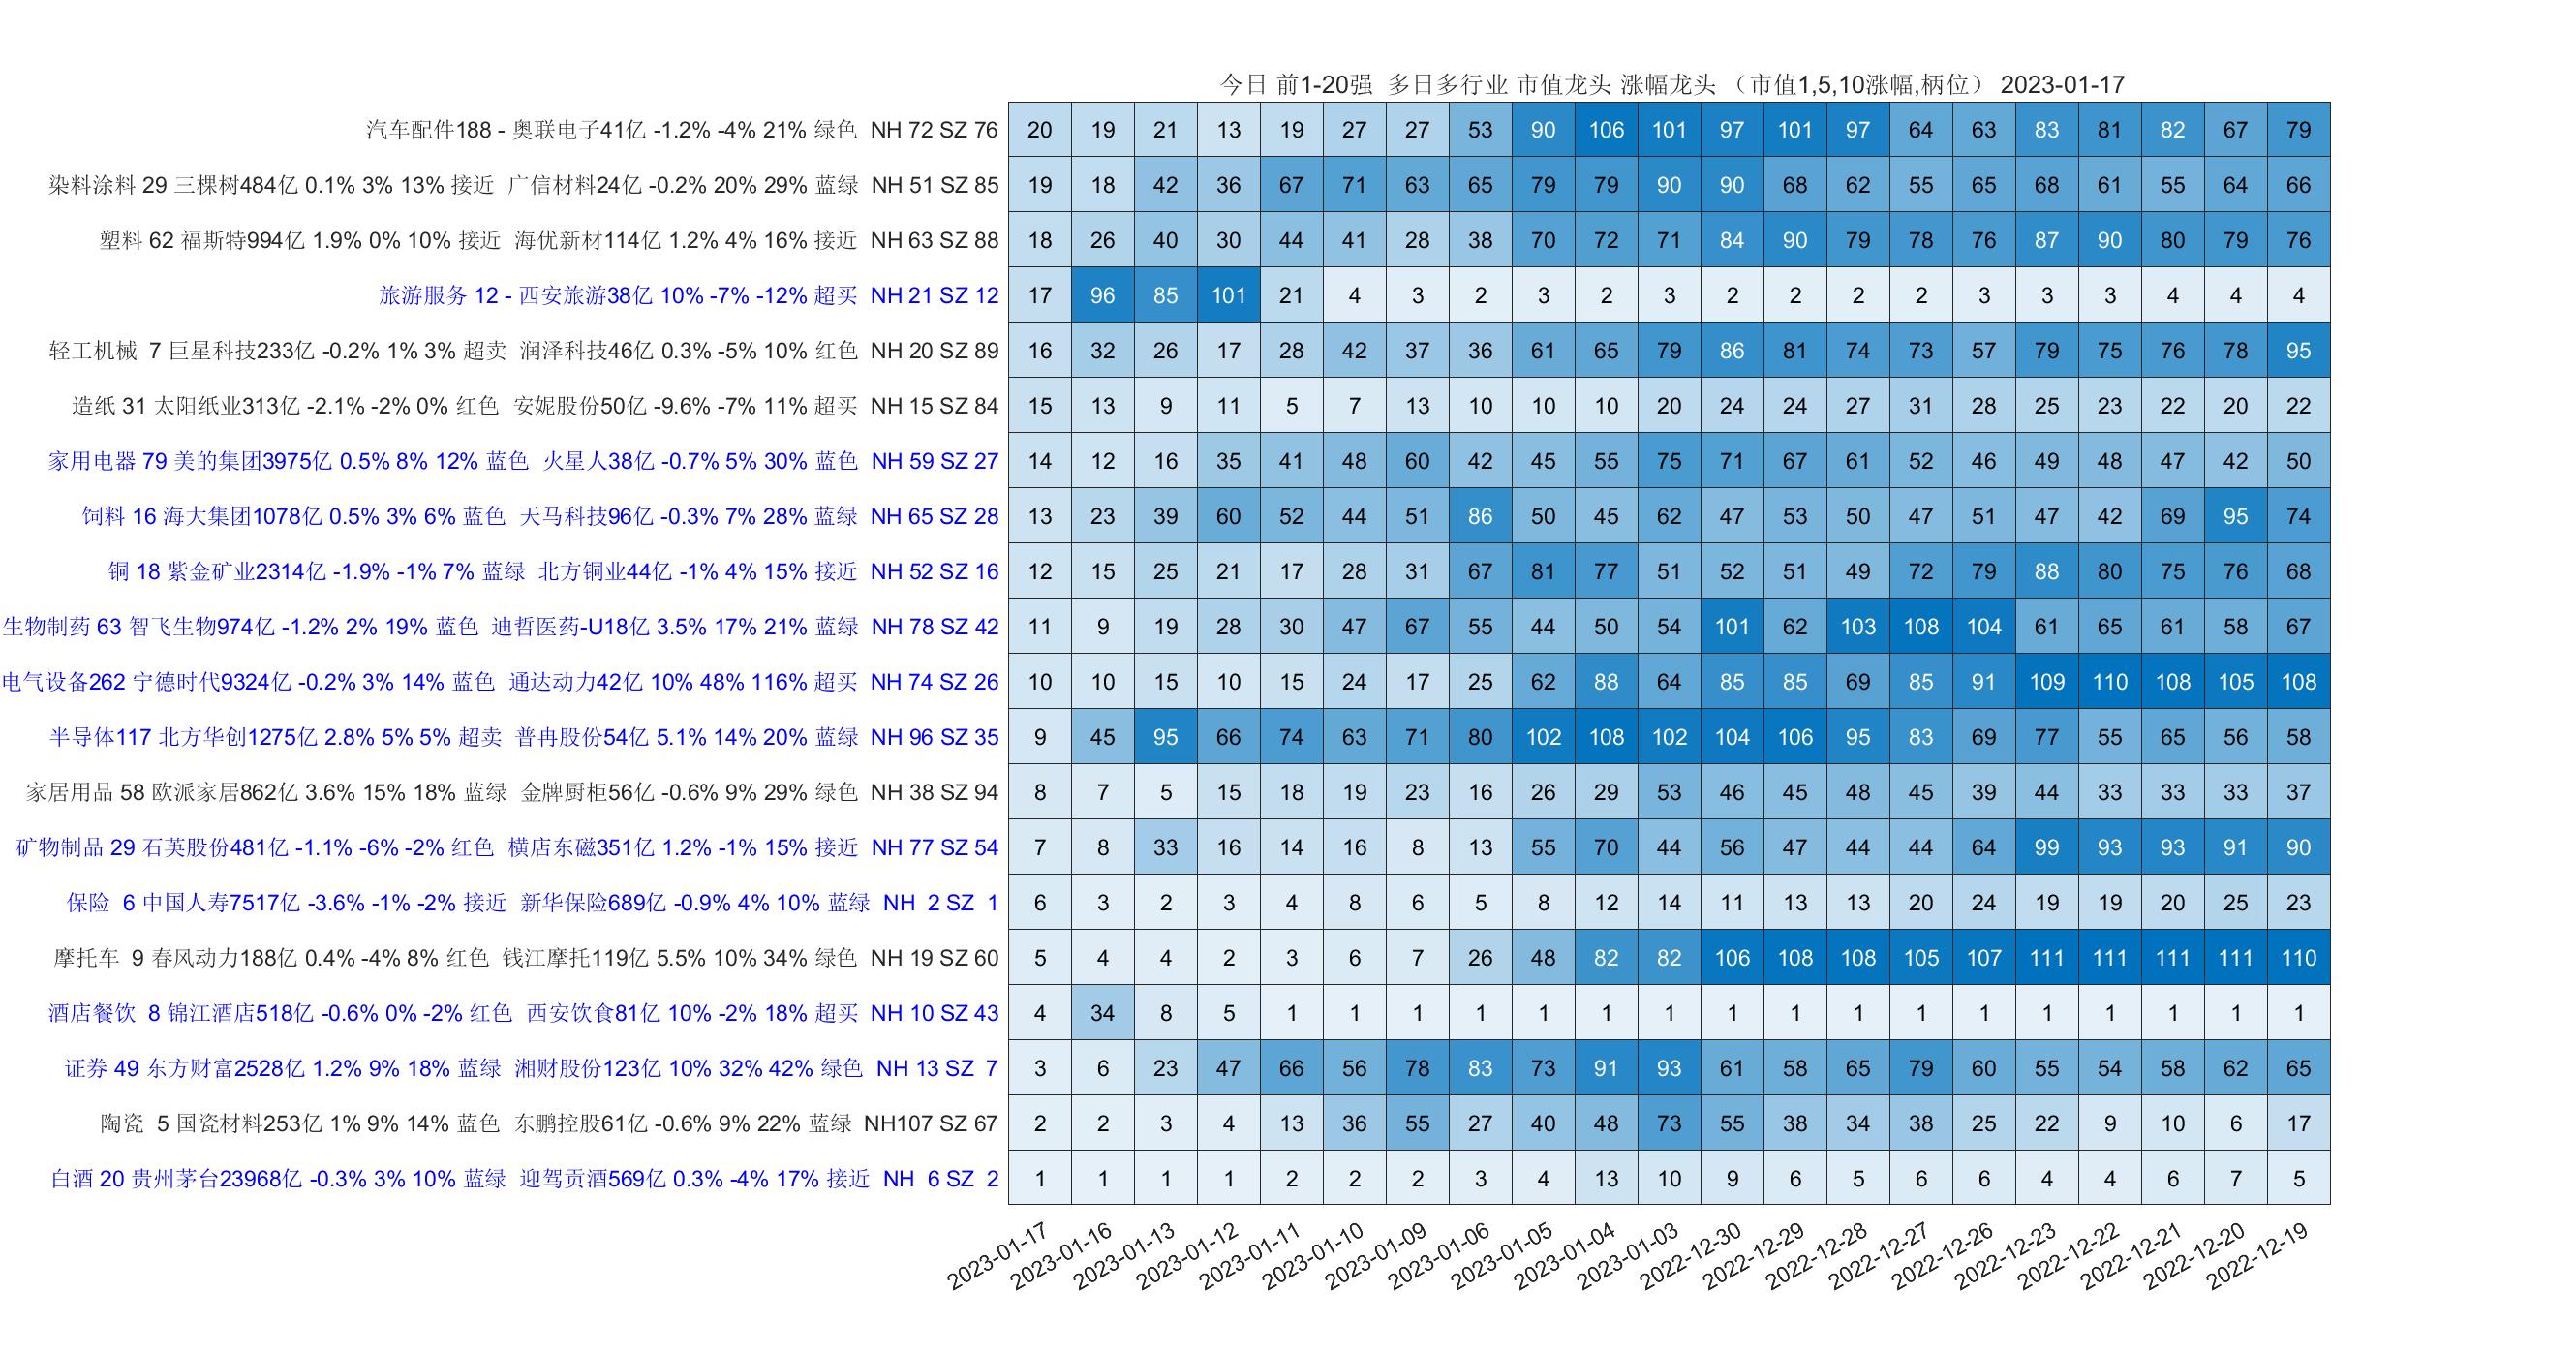 今日 前1-20强 多日多行业 市值龙头 涨幅龙头 （市值1,5,10涨幅,柄位） 2023-01-17
汽车配件188 - 奥联电子41亿 -1.2% -4% 21% 绿色 NH 72 SZ 76 20 19 21 13 19 27 27 53 90 106 101 97 101 97 64 63 83 81 82 67 79
染料涂料 29 三棵树484亿 0.1% 3% 13% 接近 广信材料24亿 -0.2% 20% 29% 蓝绿 NH 51 SZ 85 19 18 42 36 67 71 63 65 79 79 90 90 68 62 55 65 68 61 55 64 66
塑料 62 福斯特994亿 1.9% 0% 10% 接近 海优新材114亿 1.2% 4% 16% 接近 NH 63 SZ 88 18 26 40 30 44 41 28 38 70 72 71 84 90 79 78 76 87 90 80 79 76
旅游服务 12 - 西安旅游38亿 10% -7% -12% 超买 NH 21 SZ 12 17 96 85 101 21 4 3 2 3 2 3 2 2 2 2 3 3 3 4 4 4
轻工机械 7 巨星科技233亿 -0.2% 1% 3% 超卖 润泽科技46亿 0.3% -5% 10% 红色 NH 20 SZ 89 16 32 26 17 28 42 37 36 61 65 79 86 81 74 73 57 79 75 76 78 95
造纸 31 太阳纸业313亿 -2.1% -2% 0% 红色 安妮股份50亿 -9.6% -7% 11% 超买 NH 15 SZ 84 15 13 9 11 5 7 13 10 10 10 20 24 24 27 31 28 25 23 22 20 22
家用电器 79 美的集团3975亿 0.5% 8% 12% 蓝色 火星人38亿 -0.7% 5% 30% 蓝色 NH 59 SZ 27 14 12 16 35 41 48 60 42 45 55 75 71 67 61 52 46 49 48 47 42 50
饲料 16 海大集团1078亿 0.5% 3% 6% 蓝色 天马科技96亿 -0.3% 7% 28% 蓝绿 NH 65 SZ 28 13 23 39 60 52 44 51 86 50 45 62 47 53 50 47 51 47 42 69 95 74
铜 18 紫金矿业2314亿 -1.9% -1% 7% 蓝绿 北方铜业44亿 -1% 4% 15% 接近 NH 52 SZ 16 12 15 25 21 17 28 31 67 81 77 51 52 51 49 72 79 88 80 75 76 68
生物制药 63 智飞生物974亿 -1.2% 2% 19% 蓝色 迪哲医药-U18亿 3.5% 17% 21% 蓝绿 NH 78 SZ 42 11 9 19 28 30 47 67 55 44 50 54 101 62 103 108 104 61 65 61 58 67
电气设备262 宁德时代9324亿 -0.2% 3% 14% 蓝色 通达动力42亿 10% 48% 116% 超买 NH 74 SZ 26 10 10 15 10 15 24 17 25 62 88 64 85 85 69 85 91 109 110 108 105 108
半导体117 北方华创1275亿 2.8% 5% 5% 超卖 普冉股份54亿 5.1% 14% 20% 蓝绿 NH 96 SZ 35 9 45 95 66 74 63 71 80 102 108 102 104 106 95 83 69 77 55 65 56 58
家居用品 58 欧派家居862亿 3.6% 15% 18% 蓝绿 金牌厨柜56亿 -0.6% 9% 29% 绿色 NH 38 SZ 94 8 7 5 15 18 19 23 16 26 29 53 46 45 48 45 39 44 33 33 33 37
矿物制品 29 石英股份481亿 -1.1% -6% -2% 红色 横店东磁351亿 1.2% -1% 15% 接近 NH 77 SZ 54 7 8 33 16 14 16 8 13 55 70 44 56 47 44 44 64 99 93 93 91 90
保险 6 中国人寿7517亿 -3.6% -1% -2% 接近 新华保险689亿 -0.9% 4% 10% 蓝绿 NH 2 SZ 1 6 3 2 3 4 8 6 5 8 12 14 11 13 13 20 24 19 19 20 25 23
摩托车 9 春风动力188亿 0.4% -4% 8% 红色 钱江摩托119亿 5.5% 10% 34% 绿色 NH 19 SZ 60 5 4 4 2 3 6 7 26 48 82 82 106 108 108 105 107 111 111 111 111 110
酒店餐饮 8 锦江酒店518亿 -0.6% 0% -2% 红色 西安饮食81亿 10% -2% 18% 超买 NH 10 SZ 43 4 34 8 5 1 1 1 1 1 1 1 1 1 1 1 1 1 1 1 1 1
证券 49 东方财富2528亿 1.2% 9% 18% 蓝绿 湘财股份123亿 10% 32% 42% 绿色 NH 13 SZ 7 3 6 23 47 66 56 78 83 73 91 93 61 58 65 79 60 55 54 58 62 65
陶瓷 5 国瓷材料253亿 1% 9% 14% 蓝色 东鹏控股61亿 -0.6% 9% 22% 蓝绿 NH107 SZ 67 2 2 3 4 13 36 55 27 40 48 73 55 38 34 38 25 22 9 10 6 17
白酒 20 贵州茅台23968亿 -0.3% 3% 10% 蓝绿 迎驾贡酒569亿 0.3% -4% 17% 接近 NH 6 SZ 2 1 1 1 1 2 2 2 3 4 13 10 9 6 5 6 6 4 4 6 7 5
2023-01-17 2023-01-16 2023-01-13 2023-01-12 2023-01-11 2023-01-10 2023-01-09 2023-01-06 2023-01-05 2023-01-04 2023-01-03 2022-12-30 2022-12-29 2022-12-28 2022-12-27 2022-12-26 2022-12-23 2022-12-22 2022-12-21 2022-12-20 2022-12-19